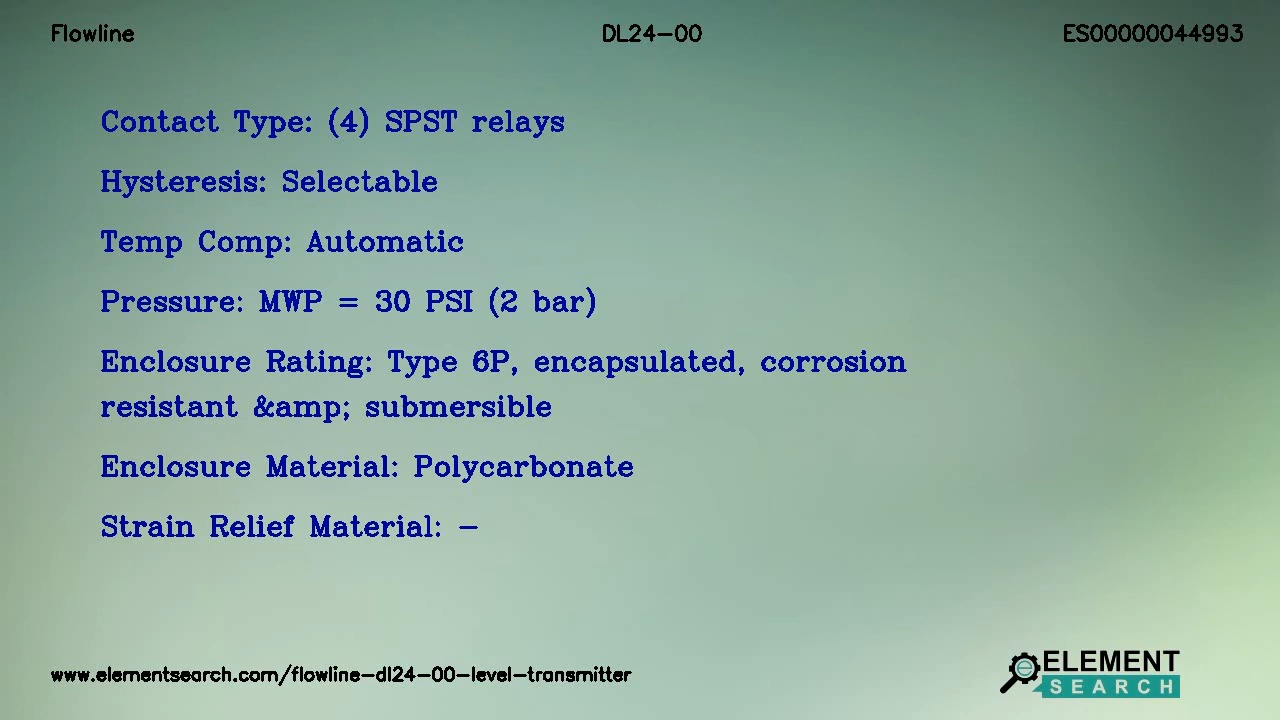 Flowline DL24-00 ES00000044993
Contact Type: (4) SPST relays
Hysteresis: Selectable
Temp Comp: Automatic
Pressure: MWP = 30 PSI (2 bar)
Enclosure Rating: Type 6P, encapsulated, corrosion
resistant &amp; submersible
Enclosure Material: Polycarbonate
Strain Relief Material: -
www.elementsearch.com/flowline-dl24-00-level-transmitter
ELEMENT
SEARCH